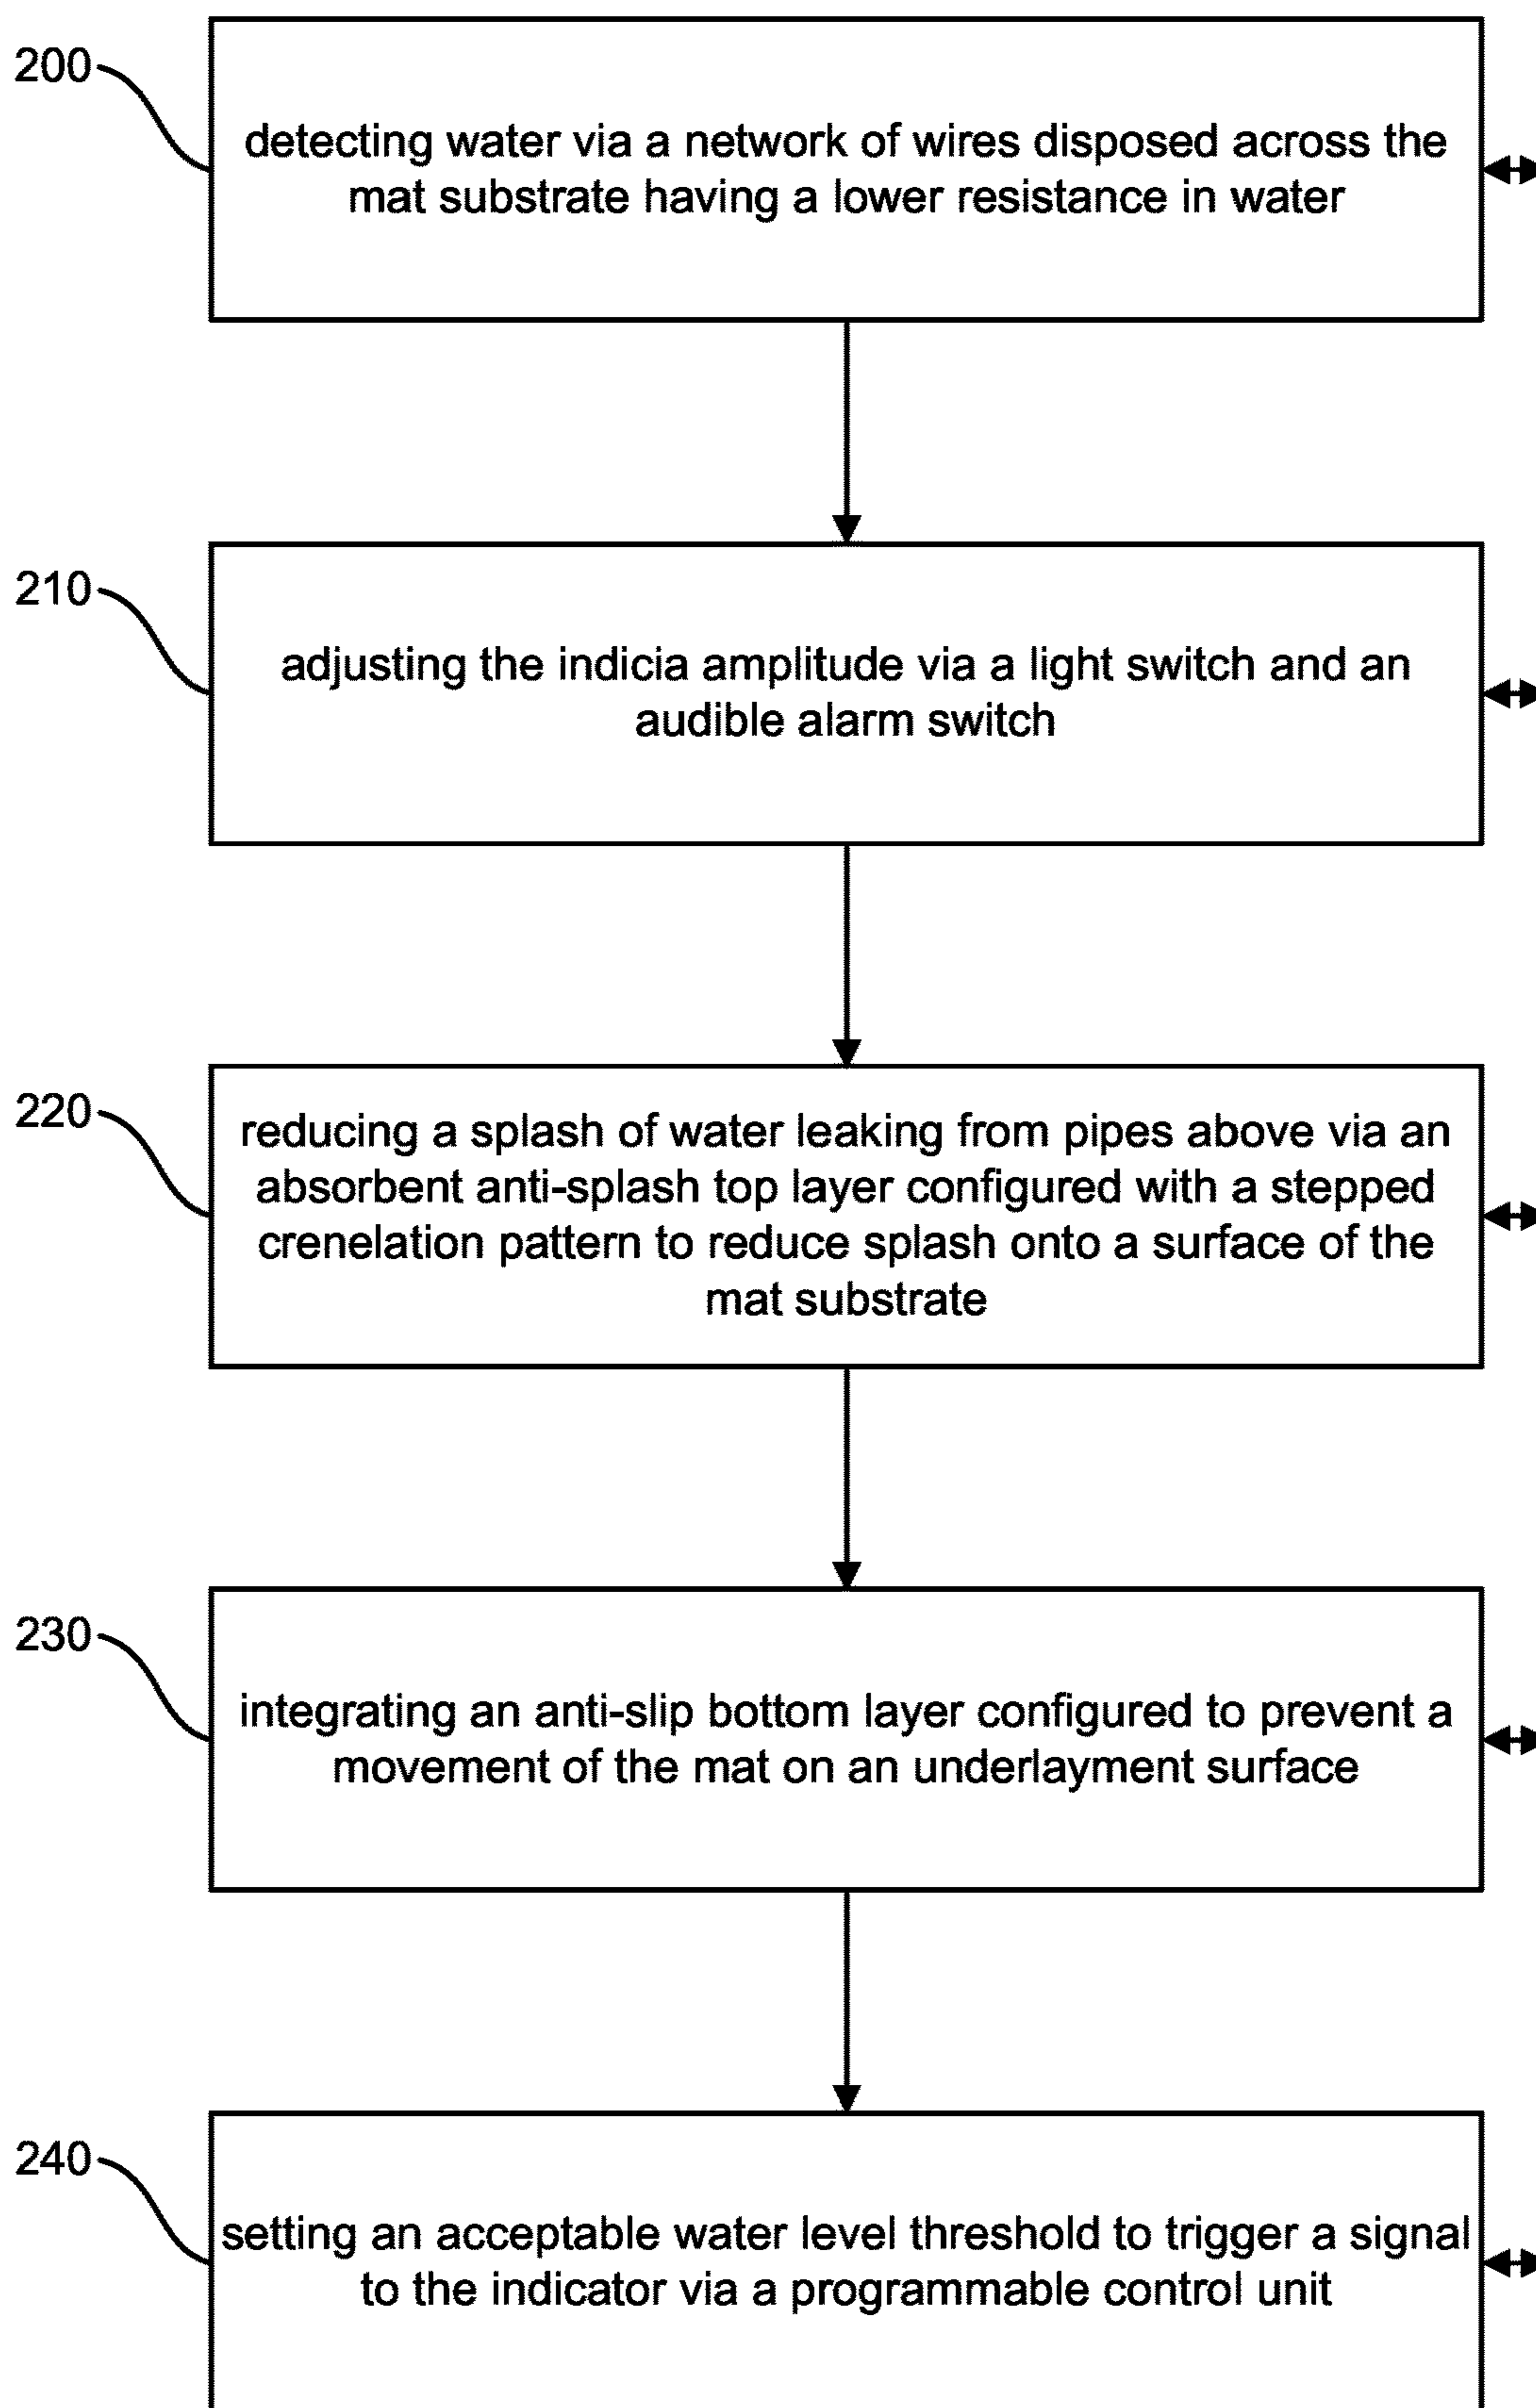 200
detecting water via a network of wires disposed across the
mat substrate having a lower resistance in water
210
adjusting the indicia amplitude via a light switch and an
audible alarm switch
220
reducing a splash of water leaking from pipes above via an
absorbent anti-splash top layer configured with a stepped
crenelation pattern to reduce splash onto a surface of the
mat substrate
230
integrating an anti-slip bottom layer configured to prevent a
movement of the mat on an underlayment surface
240
setting an acceptable water level threshold to trigger a signal
to the indicator via a programmable control unit